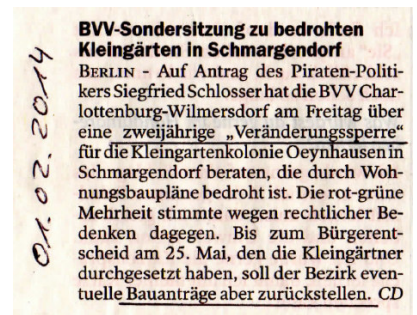 01.02.2014
BVV-Sondersitzung zu bedrohten
Kleingärten in Schmargendorf
BERLIN - Auf Antrag des Piraten-Politi-
kers Siegfried Schlosser hat die BVV Char-
lottenburg-Wilmersdorf am Freitag über
eine zweijährige „Veränderungssperre“
für die Kleingartenkolonie Oeynhausen in
Schmargendorf beraten, die durch Woh-
nungsbaupläne bedroht ist. Die rot-grüne
Mehrheit stimmte wegen rechtlicher Be-
denken dagegen. Bis zum Bürgerent-
scheid am 25. Mai, den die Kleingärtner
durchgesetzt haben, soll der Bezirk even-
tuelle Bauanträge aber zurückstellen. CD